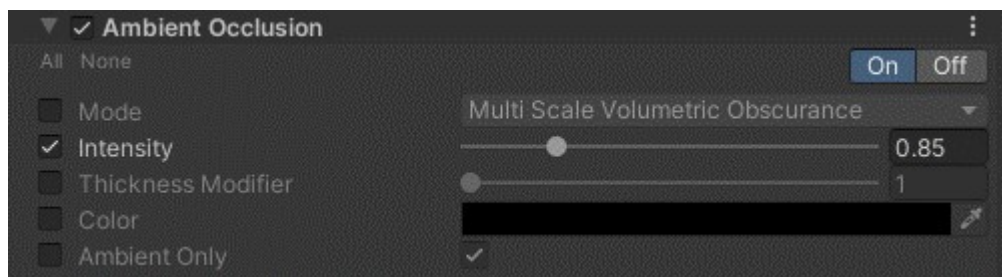 Ambient Occlusion
All None On Off
Mode Multi Scale Volumetric Obscurance
Intensity 0.85
Thickness Modifier 1
Color
Ambient Only